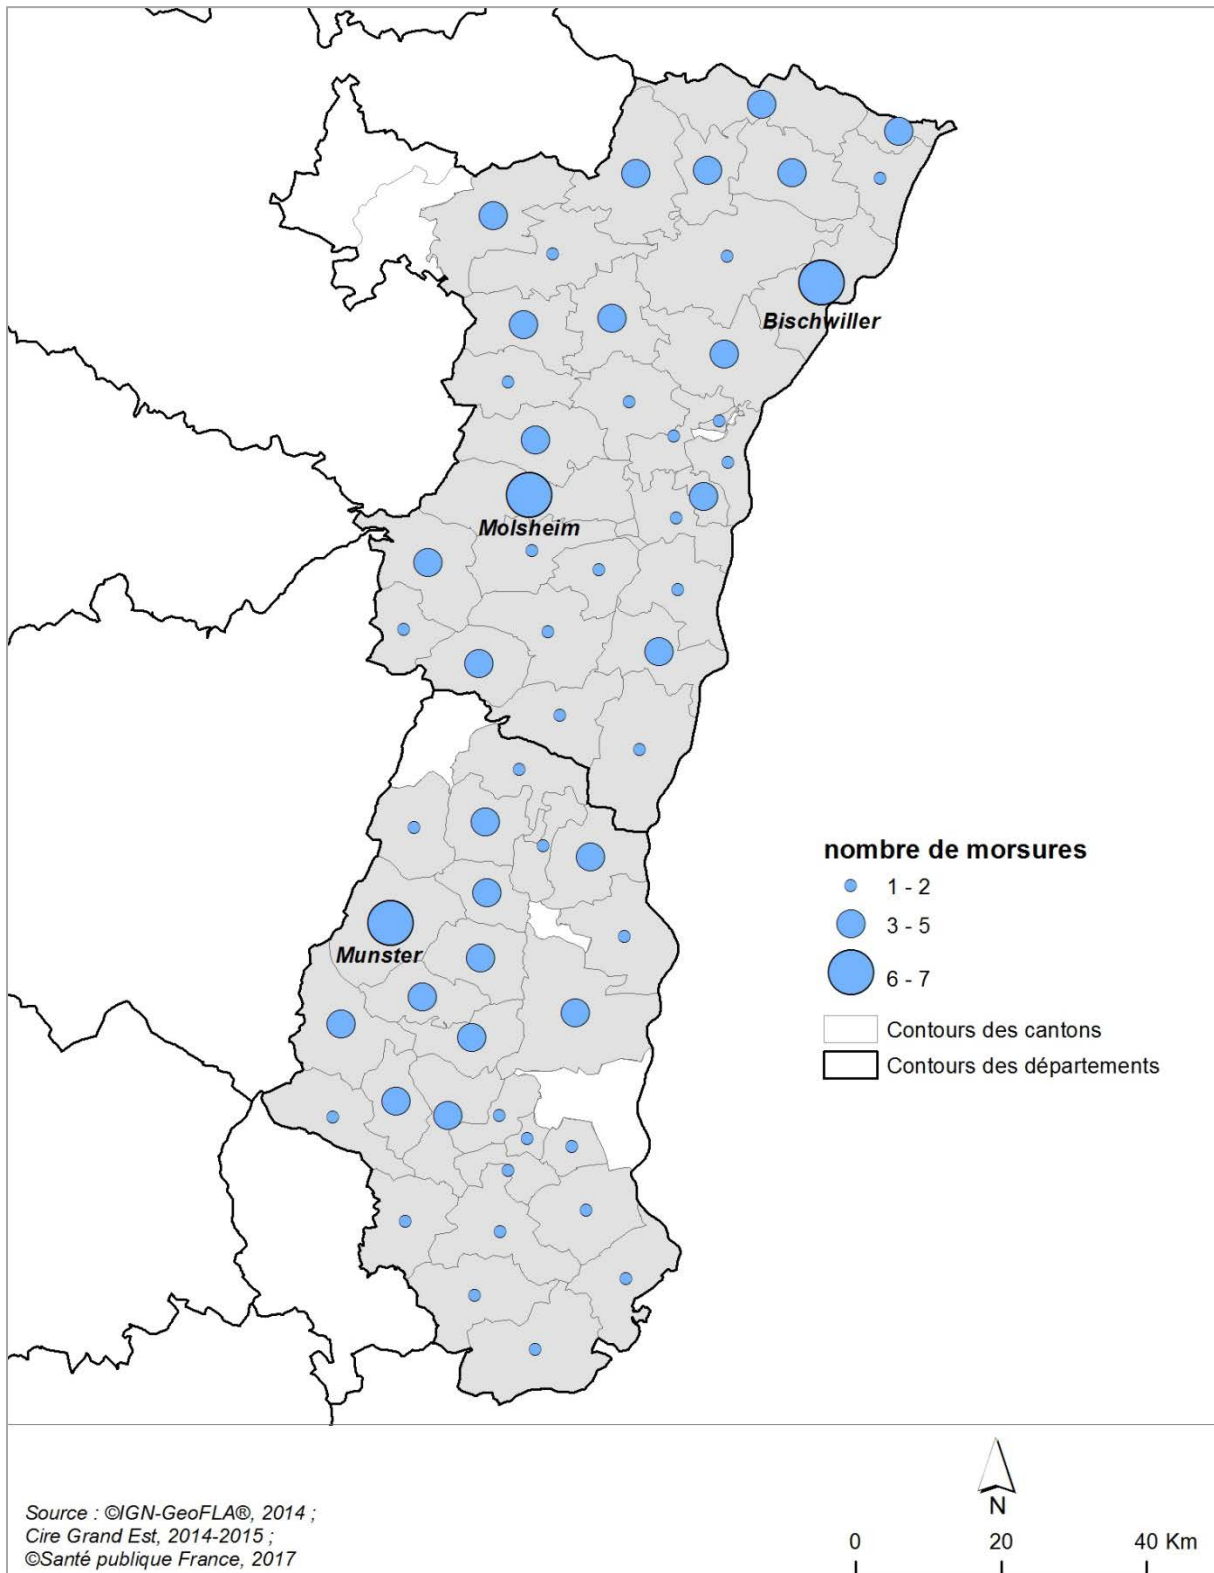 Bischwiller
Molsheim
Munster
nombre de morsures
1 - 2
3 - 5
6 - 7
Contours des cantons
Contours des départements
Source : ©IGN-GeoFLA®, 2014 ;
Cire Grand Est, 2014-2015 ;
©Santé publique France, 2017
N
0 20 40 Km